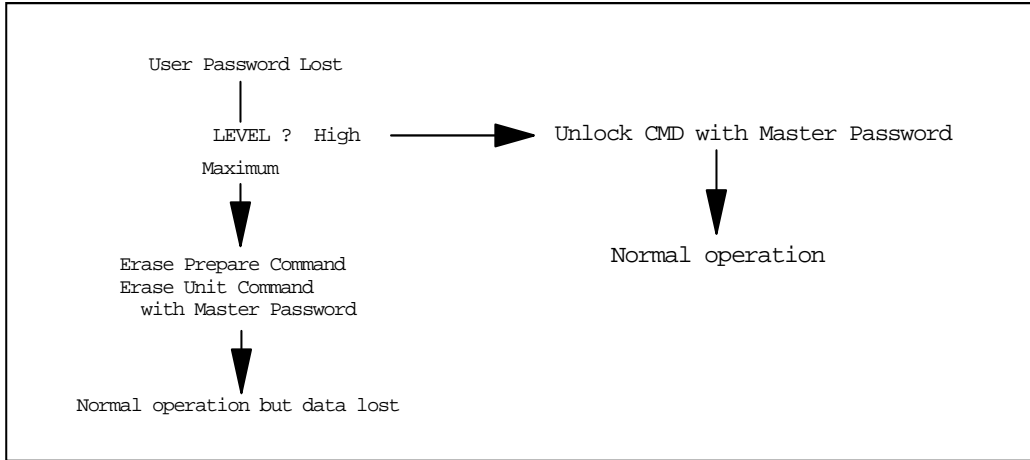 User Password Lost
LEVEL ? High
Unlock CMD with Master Password
Maximum
Normal operation
Erase Prepare Command
Erase Unit Command
with Master Password
Normal operation but data lost